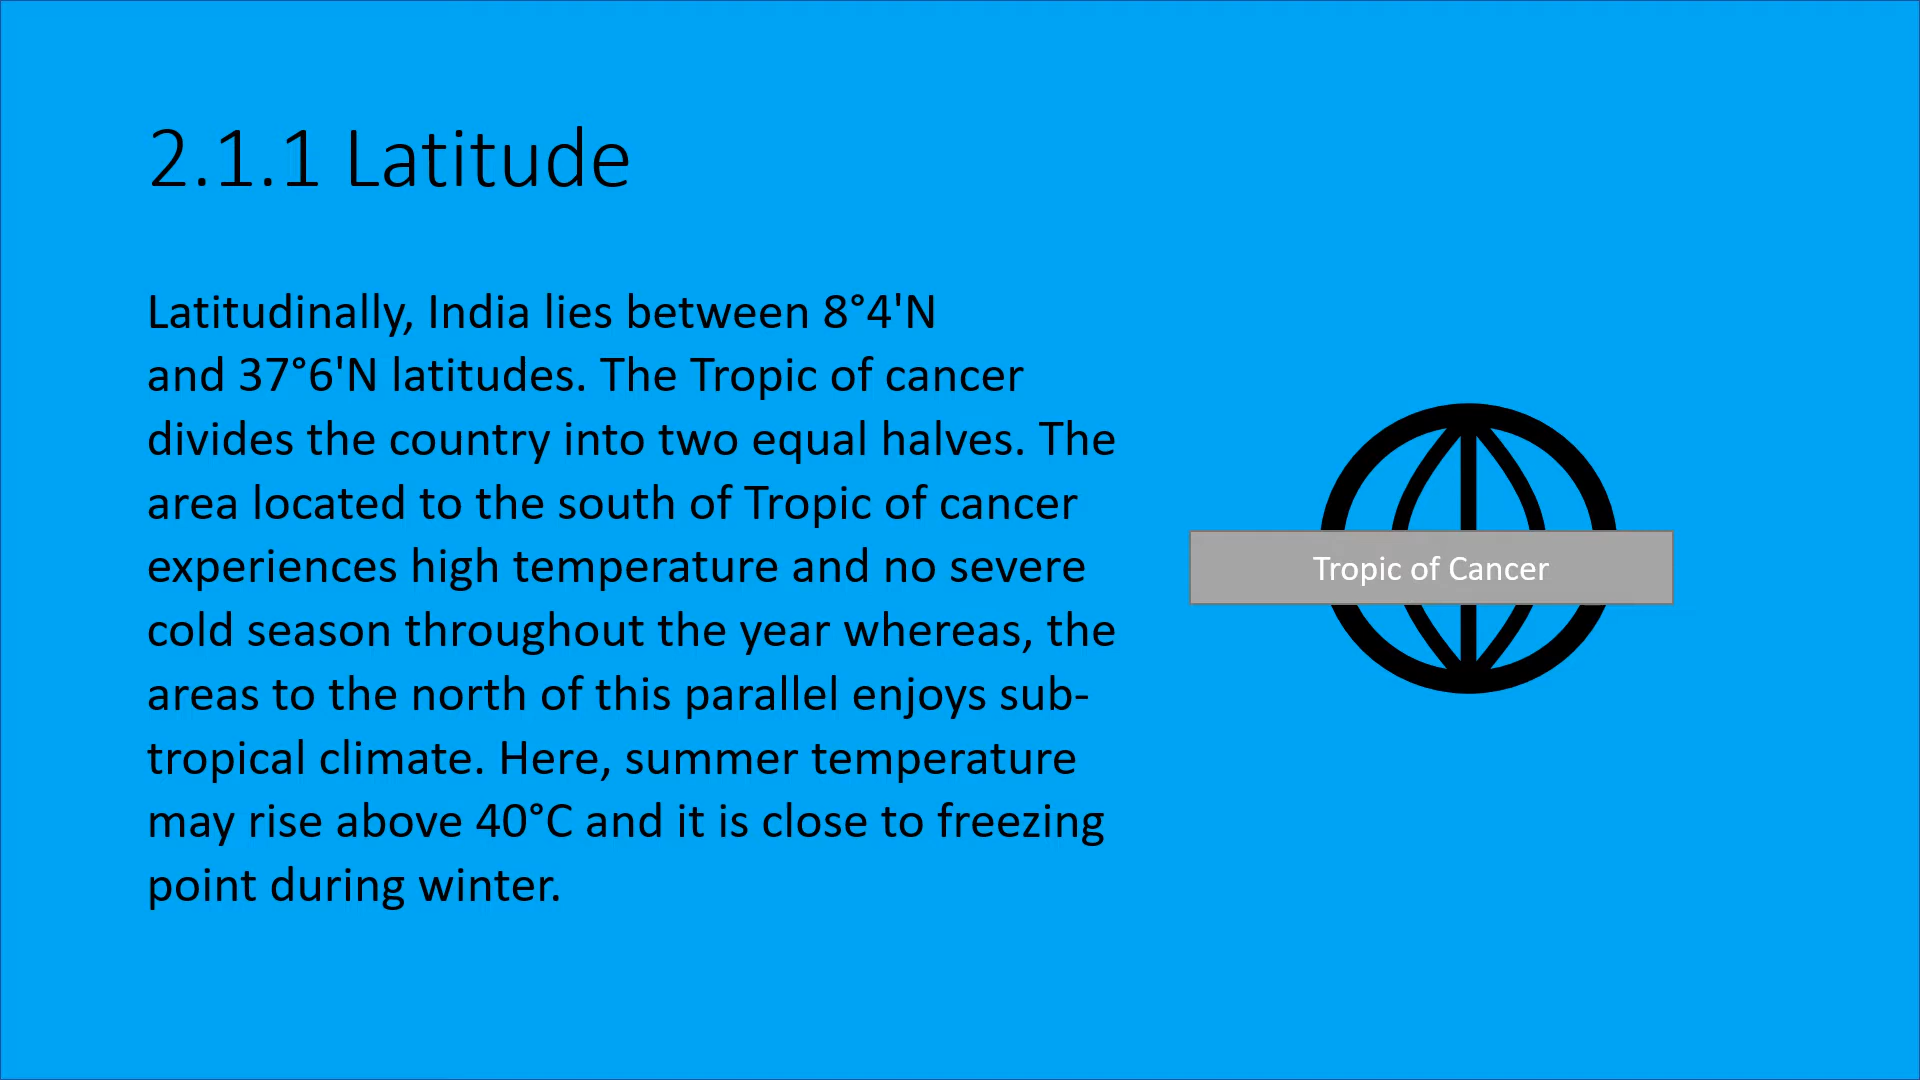 2.1.1 Latitude
Latitudinally, India lies between 8°4'N
and 37°6'N latitudes. The Tropic of cancer
divides the country into two equal halves. The
area located to the south of Tropic of cancer
experiences high temperature and no severe
cold season throughout the year whereas, the
areas to the north of this parallel enjoys sub-
tropical climate. Here, summer temperature
may rise above 40°C and it is close to freezing
point during winter.
Tropic of Cancer